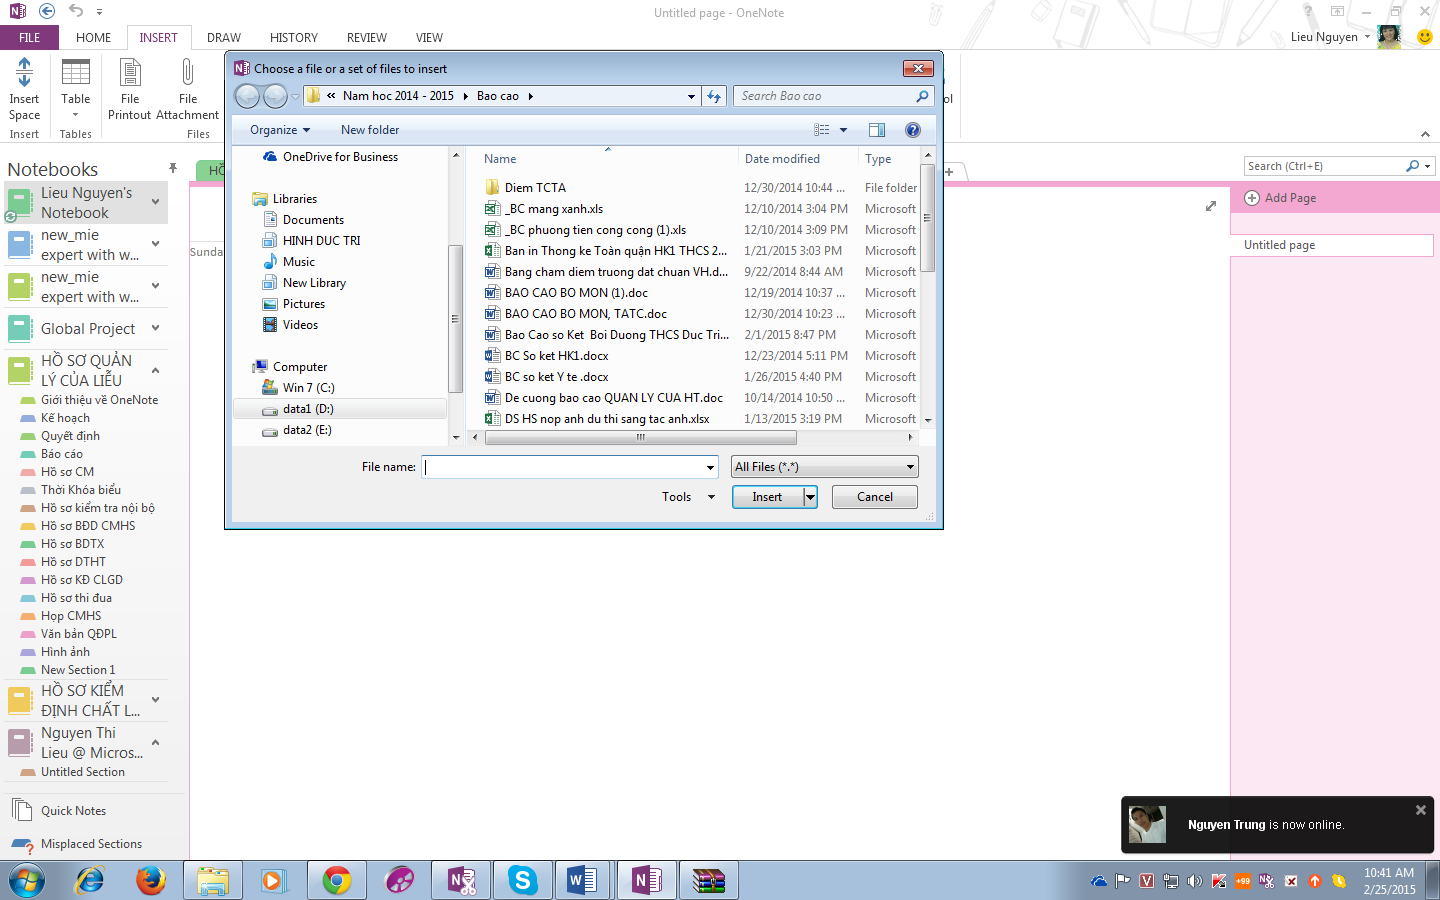 Untitled page - OneNote
FILE HOME INSERT DRAW HISTORY REVIEW VIEW
Lieu Nguyen
Insert Space
Table
File Printout
File Attachment
Insert Tables Files
Choose a file or a set of files to insert
« Nam hoc 2014 - 2015 Bao cao
Search Bao cao
Organize New folder
OneDrive for Business
Libraries
Documents
HINH DUC TRI
Music
New Library
Pictures
Videos
Computer
Win 7 (C:)
data1 (D:)
data2 (E:)
Name Date modified Type
Diem TCTA 12/30/2014 10:44 ... File folder
_BC mang xanh.xls 12/10/2014 3:04 PM Microsoft
_BC phuong tien cong cong (1).xls 12/10/2014 3:09 PM Microsoft
Ban in Thong ke Toàn quận HK1 THCS 2... 1/21/2015 3:03 PM Microsoft
Bang cham diem truong dat chuan VH.d... 9/22/2014 8:44 AM Microsoft
BAO CAO BO MON (1).doc 12/19/2014 10:37 ... Microsoft
BAO CAO BO MON, TATC.doc 12/30/2014 10:23 ... Microsoft
Bao Cao so Ket Boi Duong THCS Duc Tri... 2/1/2015 8:47 PM Microsoft
BC So ket HK1.docx 12/23/2014 5:11 PM Microsoft
BC so ket Y te .docx 1/26/2015 4:40 PM Microsoft
De cuong bao cao QUAN LY CUA HT.doc 10/14/2014 10:50 ... Microsoft
DS HS nop anh du thi sang tac anh.xlsx 1/13/2015 3:19 PM Microsoft
File name:
All Files (*.*)
Tools Insert Cancel
Notebooks
Lieu Nguyen's
Notebook
new_mie
expert with w...
new_mie
expert with w...
Global Project
HỒ SƠ QUẢN
LÝ CỦA LIỄU
Giới thiệu về OneNote
Kế hoạch
Quyết định
Báo cáo
Hồ sơ CM
Thời Khóa biểu
Hồ sơ kiểm tra nội bộ
Hồ sơ BĐD CMHS
Hồ sơ BDTX
Hồ sơ DTHT
Hồ sơ KĐ CLGD
Hồ sơ thi đua
Họp CMHS
Văn bản QĐPL
Hình ảnh
New Section 1
HỒ SƠ KIỂM
ĐỊNH CHẤT L...
Nguyen Thi
Lieu @ Micros...
Untitled Section
Quick Notes
Misplaced Sections
HỒ
Sunda
ol
Search (Ctrl+E)
Add Page
Untitled page
Nguyen Trung is now online.
+99
10:41 AM
2/25/2015